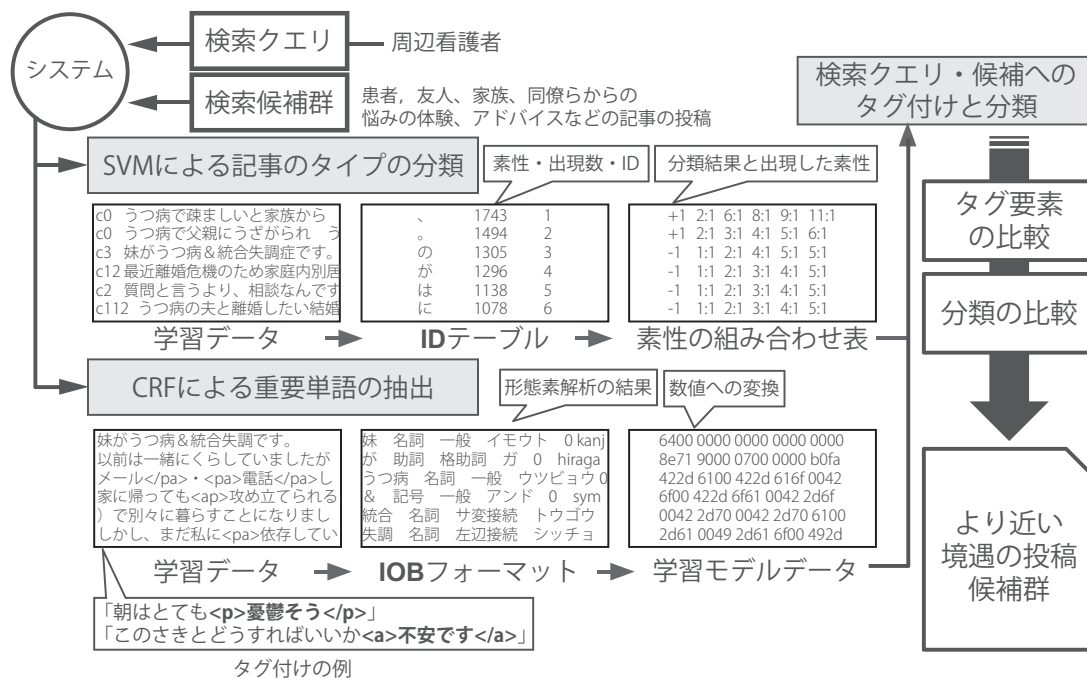 システム
検索クエリ
周辺看護者
検索候補群
患者，友人、家族、同僚らからの
悩みの体験、アドバイスなどの記事の投稿
検索クエリ・候補への
タグ付けと分類
SVMによる記事のタイプの分類
素性・出現数・ID
分類結果と出現した素性
c0 うつ病で疎ましいと家族から
c0 うつ病で父親にうざがられ う
c3 妹がうつ病＆統合失調症です。
c12 最近離婚危機のため家庭内別居
c2 質問と言うより、相談なんです
c112 うつ病の夫と離婚したい結婚
、 1743 1
。 1494 2
の 1305 3
が 1296 4
は 1138 5
に 1078 6
+1 2:1 6:1 8:1 9:1 11:1
+1 2:1 3:1 4:1 5:1 6:1
-1 1:1 2:1 4:1 5:1 5:1
-1 1:1 2:1 3:1 4:1 5:1
-1 1:1 2:1 3:1 4:1 5:1
-1 1:1 2:1 3:1 4:1 5:1
学習データ
IDテーブル
素性の組み合わせ表
タグ要素
の比較
分類の比較
CRFによる重要単語の抽出
形態素解析の結果
数値への変換
妹がうつ病＆統合失調です。
以前は一緒にくらしていましたが
メール</pa>・<pa>電話</pa>し
家に帰っても<ap>攻め立てられる
）で別々に暮らすことになりまし
しかし、まだ私に<pa>依存してい
妹 名詞 一般 イモウト 0 kanj
が 助詞 格助詞 ガ 0 hiraga
うつ病 名詞 一般 ウツビョウ 0
＆ 記号 一般 アンド 0 sym
統合 名詞 サ変接続 トウゴウ
失調 名詞 左辺接続 シッチョ
6400 0000 0000 0000 0000
8e71 9000 0700 0000 b0fa
422d 6100 422d 616f 0042
6f00 422d 6f61 0042 2d6f
0042 2d70 0042 2d70 6100
2d61 0049 2d61 6f00 492d
学習データ
IOBフォーマット
学習モデルデータ
より近い
境遇の投稿
候補群
「朝はとても<p>憂鬱そう</p>」
「このさきとどうすればいいか<a>不安です</a>」
タグ付けの例